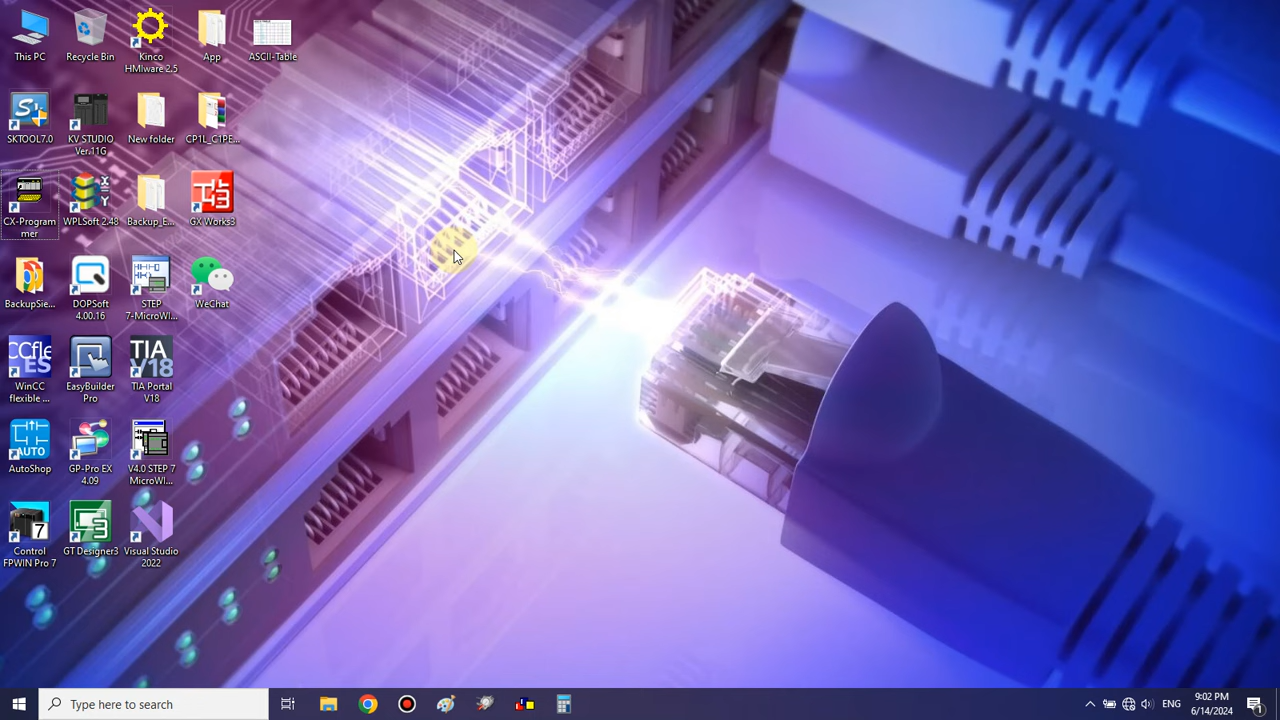 This PC
Recycle Bin
Kinco
HMIware 2.5
App
ASCII-Table
SKTOOL7.0
KV STUDIO
Ver.11G
New folder
CP1L_C1PE...
CX-Program
mer
WPLSoft 2.48
Backup_E...
GX Works3
BackupSie...
DOPSoft
4.00.16
STEP
7-MicroWI...
WeChat
WinCC
flexible ...
EasyBuilder
Pro
TIA Portal
V18
AutoShop
GP-Pro EX
4.09
V4.0 STEP 7
MicroWI...
Control
FPWIN Pro 7
GT Designer3
Visual Studio
2022
Type here to search
ENG
9:02 PM
6/14/2024